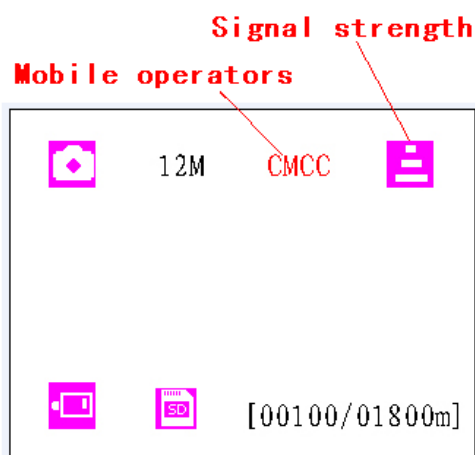 Signal strength
Mobile operators
12M CMCC
SD [00100/01800m]